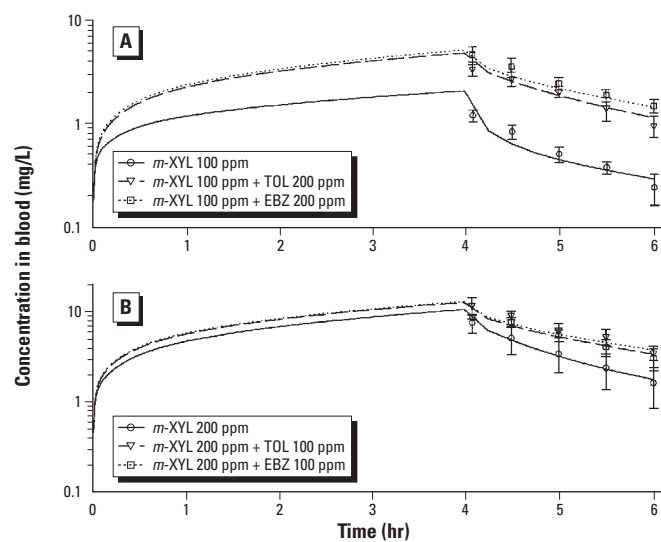 A
10
1
0.1
m-XYL 100 ppm
m-XYL 100 ppm + TOL 200 ppm
m-XYL 100 ppm + EBZ 200 ppm
0 1 2 3 4 5 6
Concentration in blood (mg/L)
B
10
1
0.1
m-XYL 200 ppm
m-XYL 200 ppm + TOL 100 ppm
m-XYL 200 ppm + EBZ 100 ppm
0 1 2 3 4 5 6
Time (hr)